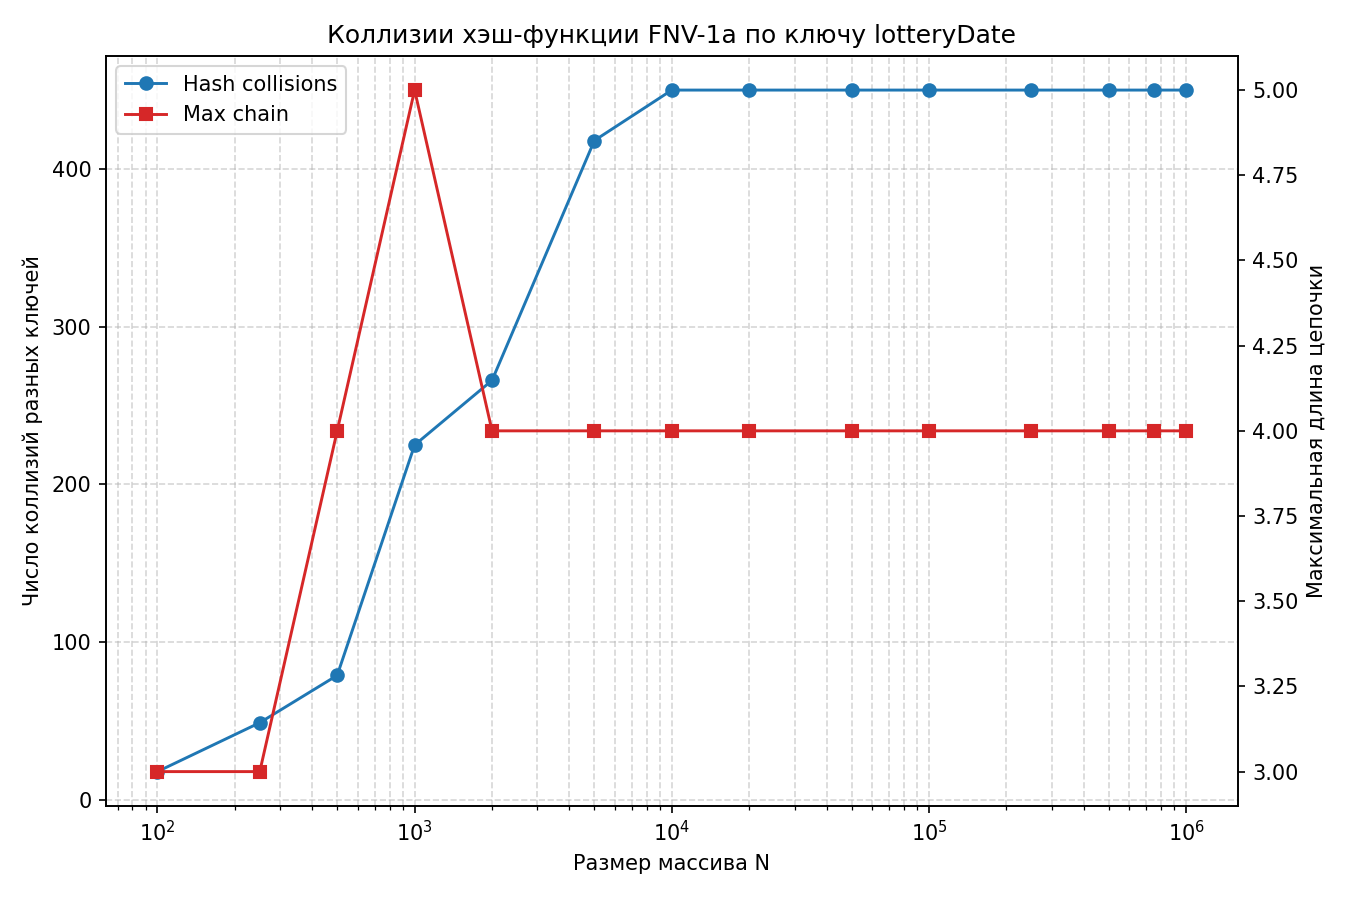 Коллизии хэш-функции FNV-1a по ключу lotteryDate
Hash collisions
Max chain
Число коллизий разных ключей
400
300
200
100
0
5.00
4.75
4.50
4.25
4.00
3.75
3.50
3.25
3.00
Максимальная длина цепочки
10² 10³ 10⁴ 10⁵ 10⁶
Размер массива N